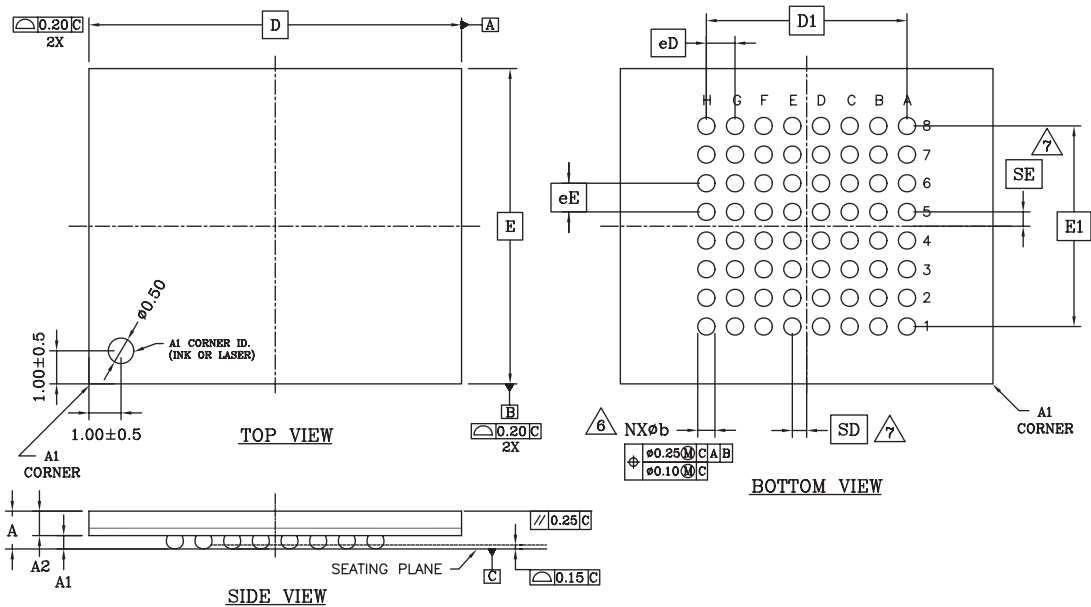 ⌓ 0.20 C
2X
D
A
E
ø0.50
A1 CORNER ID.
(INK OR LASER)
1.00±0.5
1.00±0.5
A1
CORNER
TOP VIEW
B
⌓ 0.20 C
2X
D1
eD
H G F E D C B A
8
7
6
5
4
3
2
1
7
SE
eE
E1
6 NXøb
⌖ ø0.25 Ⓜ C A B
ø0.10 Ⓜ C
SD 7
A1
CORNER
BOTTOM VIEW
A
A2
A1
// 0.25 C
SEATING PLANE
C
⌓ 0.15 C
SIDE VIEW